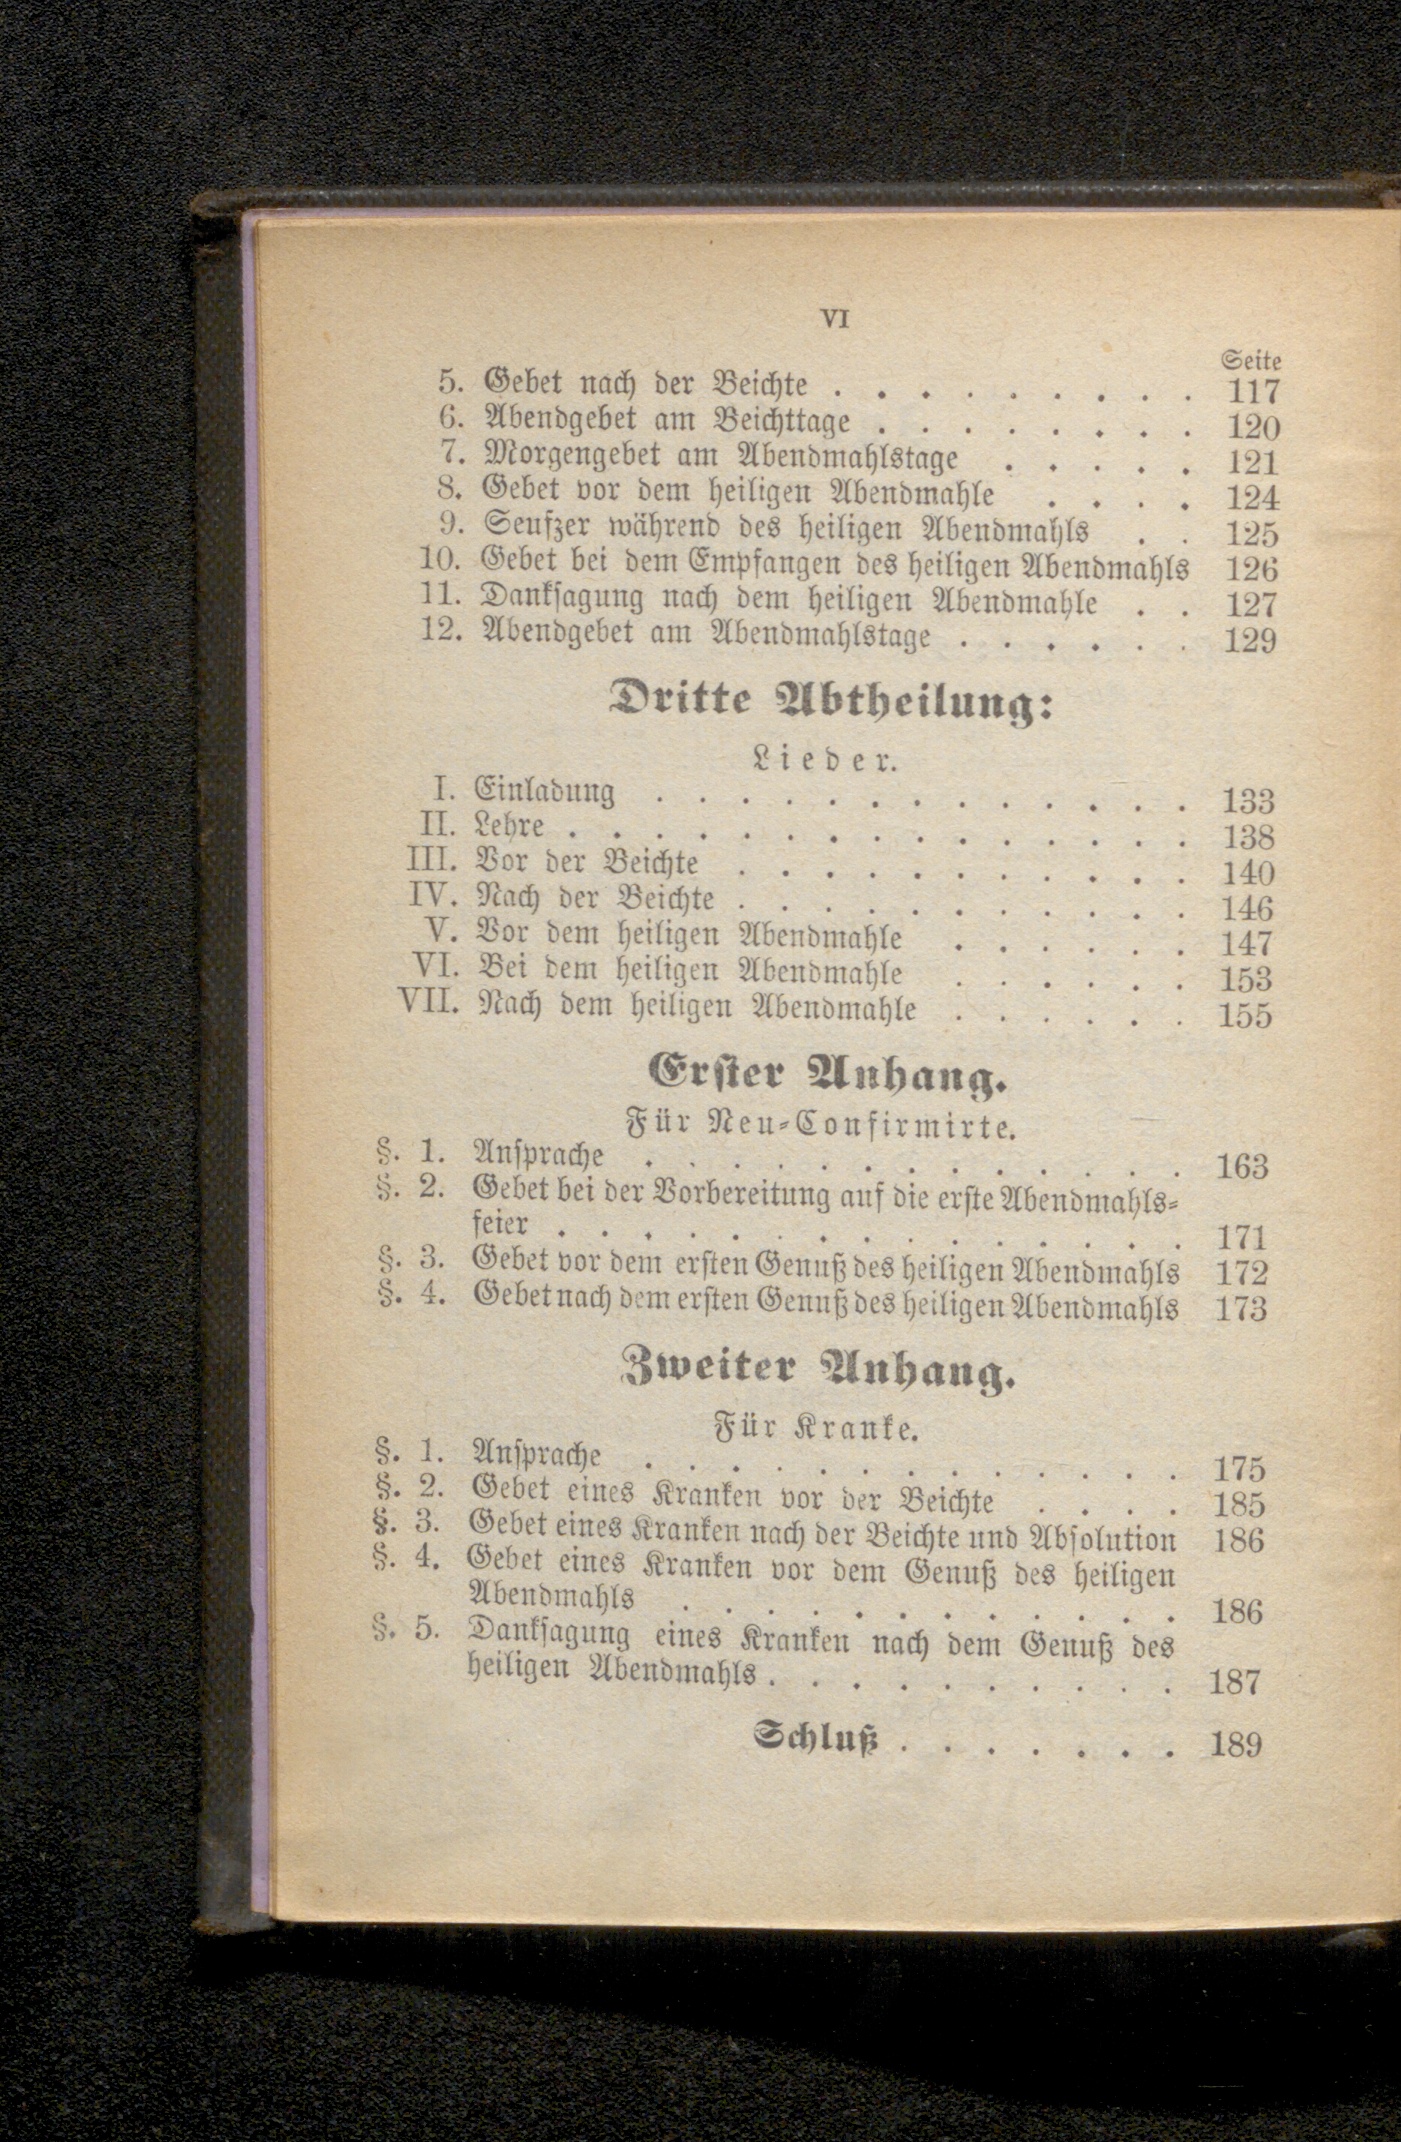 VI
Seite
5. Gebet nach der Beichte . . . . . . . . . 117
6. Abendgebet am Beichttage . . . . . . . . 120
7. Morgengebet am Abendmahlstage . . . . . 121
8. Gebet vor dem heiligen Abendmahle . . . . 124
9. Seufzer während des heiligen Abendmahls . . 125
10. Gebet bei dem Empfangen des heiligen Abendmahls 126
11. Dankſagung nach dem heiligen Abendmahle . . 127
12. Abendgebet am Abendmahlstage . . . . . . 129
Dritte Abtheilung:
Lieder.
I. Einladung . . . . . . . . . . . . . 133
II. Lehre . . . . . . . . . . . . . . . 138
III. Vor der Beichte . . . . . . . . . . . 140
IV. Nach der Beichte . . . . . . . . . . . 146
V. Vor dem heiligen Abendmahle . . . . . . 147
VI. Bei dem heiligen Abendmahle . . . . . . 153
VII. Nach dem heiligen Abendmahle . . . . . . 155
Erſter Anhang.
Für Neu-Confirmirte.
§. 1. Anſprache . . . . . . . . . . . . . 163
§. 2. Gebet bei der Vorbereitung auf die erſte Abendmahls-
feier . . . . . . . . . . . . . . . 171
§. 3. Gebet vor dem erſten Genuß des heiligen Abendmahls 172
§. 4. Gebet nach dem erſten Genuß des heiligen Abendmahls 173
Zweiter Anhang.
Für Kranke.
§. 1. Anſprache . . . . . . . . . . . . . 175
§. 2. Gebet eines Kranken vor der Beichte . . . . 185
§. 3. Gebet eines Kranken nach der Beichte und Abſolution 186
§. 4. Gebet eines Kranken vor dem Genuß des heiligen
Abendmahls . . . . . . . . . . . . 186
§. 5. Dankſagung eines Kranken nach dem Genuß des
heiligen Abendmahls . . . . . . . . . . 187
Schluß . . . . . . . 189